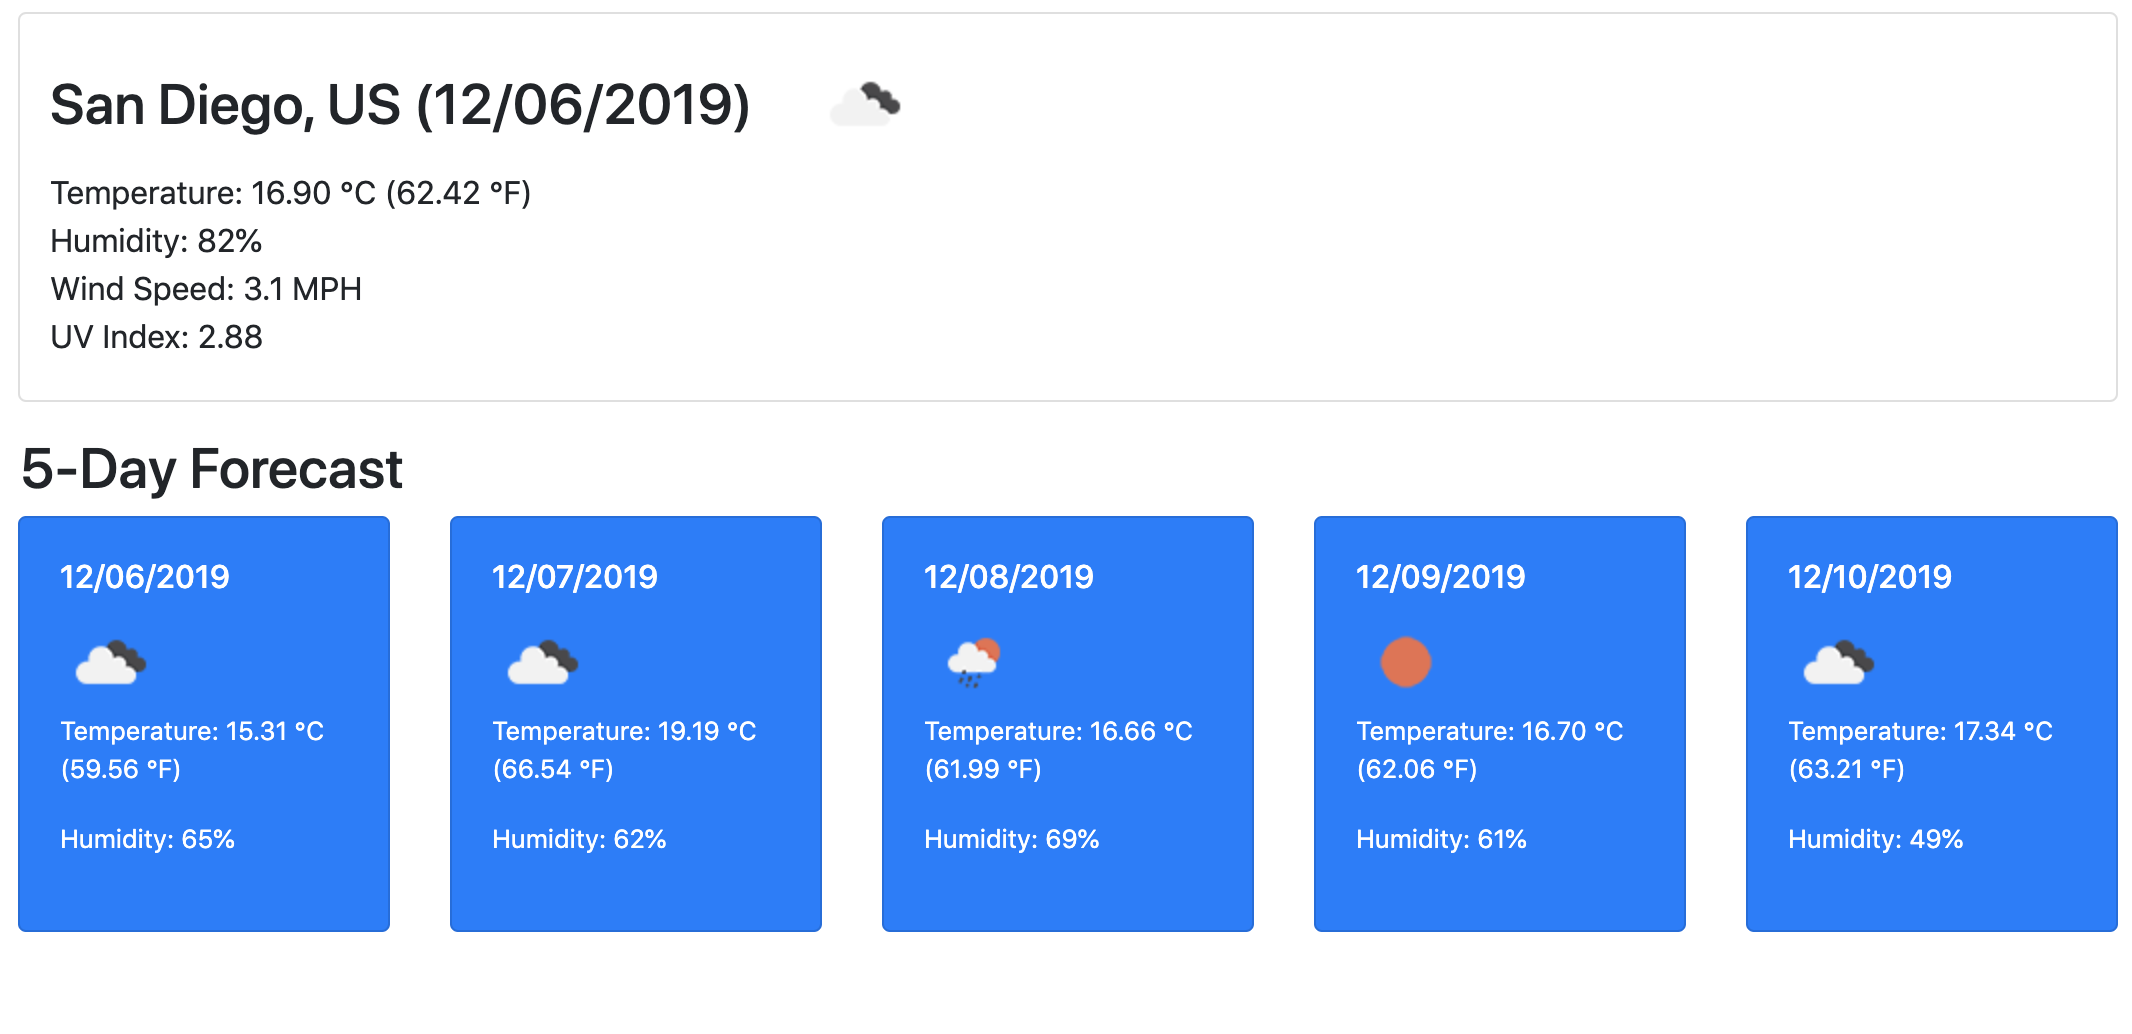 San Diego, US (12/06/2019)
Temperature: 16.90 °C (62.42 °F)
Humidity: 82%
Wind Speed: 3.1 MPH
UV Index: 2.88
5-Day Forecast
12/06/2019
Temperature: 15.31 °C
(59.56 °F)
Humidity: 65%
12/07/2019
Temperature: 19.19 °C
(66.54 °F)
Humidity: 62%
12/08/2019
Temperature: 16.66 °C
(61.99 °F)
Humidity: 69%
12/09/2019
Temperature: 16.70 °C
(62.06 °F)
Humidity: 61%
12/10/2019
Temperature: 17.34 °C
(63.21 °F)
Humidity: 49%